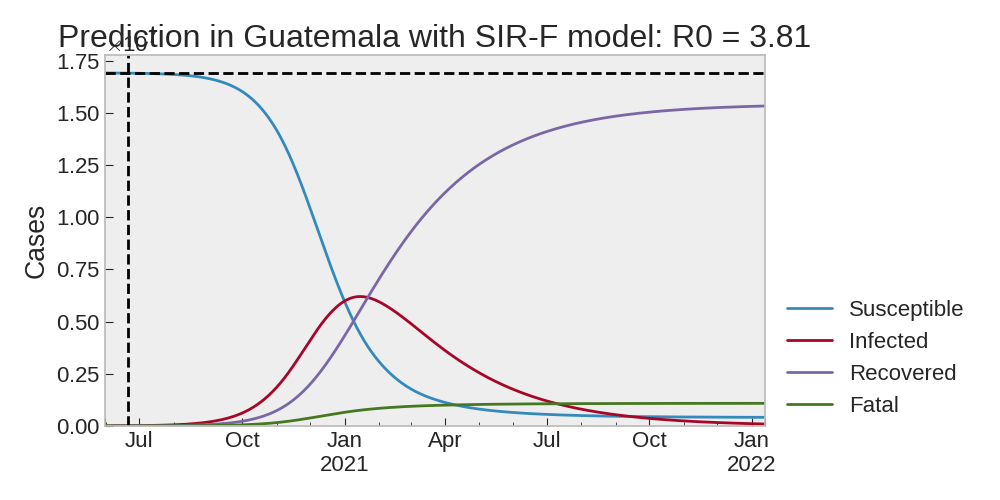 Prediction in Guatemala with SIR-F model: R0 = 3.81
×10
1.75
1.50
1.25
1.00
0.75
0.50
0.25
0.00
Cases
Jul Oct Jan Apr Jul Oct Jan
2021 2022
Susceptible
Infected
Recovered
Fatal